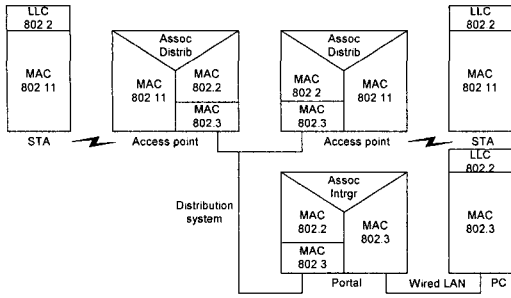 LLC
802 2
MAC
802 11
STA
Assoc
Distrib
MAC
802 11
MAC
802.2
MAC
802.3
Access point
Assoc
Distrib
MAC
802 2
MAC
802.3
MAC
802 11
Access point
LLC
802 2
MAC
802 11
STA
Distribution
system
Assoc
Intrgr
MAC
802.2
MAC
802 3
MAC
802.3
Portal
Wired LAN
LLC
802.2
MAC
802.3
PC